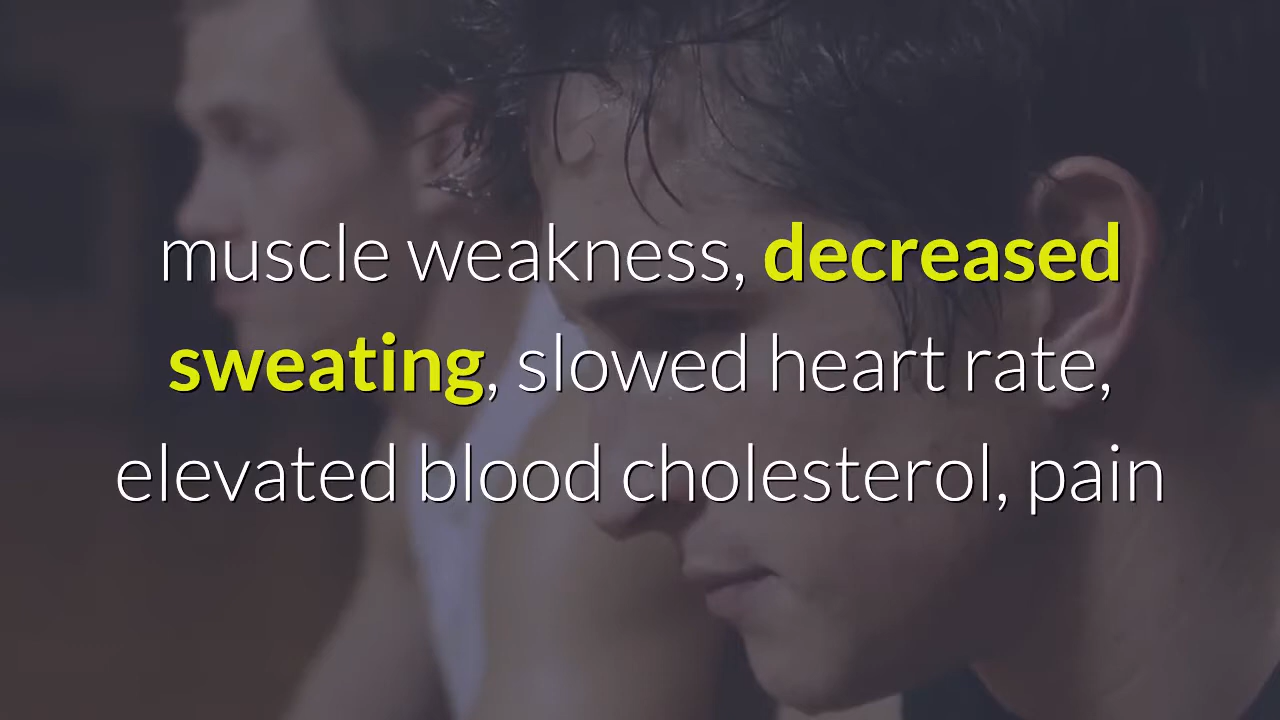 muscle weakness, decreased
sweating, slowed heart rate,
elevated blood cholesterol, pain